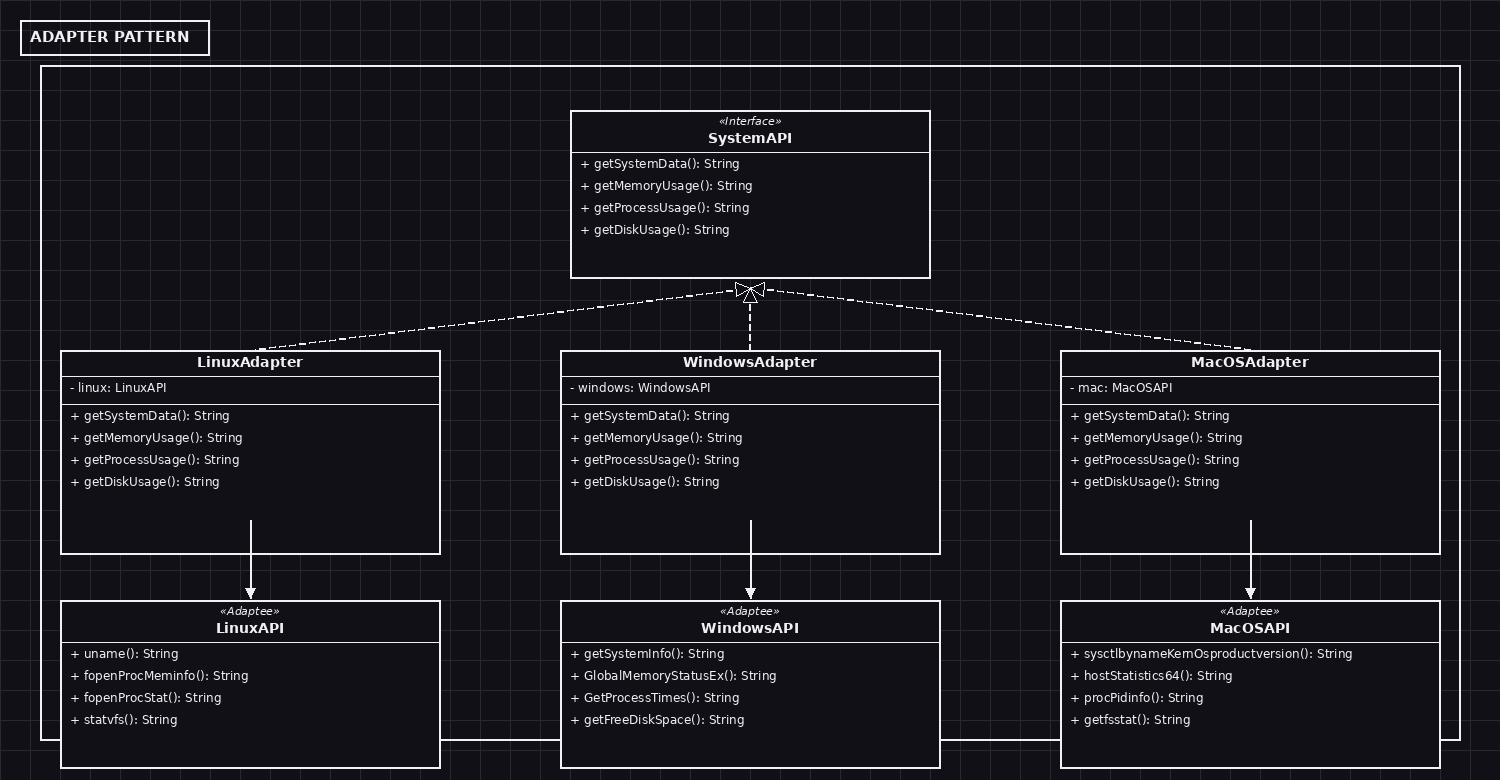 ADAPTER PATTERN
«Interface»
SystemAPI
+ getSystemData(): String
+ getMemoryUsage(): String
+ getProcessUsage(): String
+ getDiskUsage(): String
LinuxAdapter
- linux: LinuxAPI
+ getSystemData(): String
+ getMemoryUsage(): String
+ getProcessUsage(): String
+ getDiskUsage(): String
WindowsAdapter
- windows: WindowsAPI
+ getSystemData(): String
+ getMemoryUsage(): String
+ getProcessUsage(): String
+ getDiskUsage(): String
MacOSAdapter
- mac: MacOSAPI
+ getSystemData(): String
+ getMemoryUsage(): String
+ getProcessUsage(): String
+ getDiskUsage(): String
«Adaptee»
LinuxAPI
+ uname(): String
+ fopenProcMeminfo(): String
+ fopenProcStat(): String
+ statvfs(): String
«Adaptee»
WindowsAPI
+ getSystemInfo(): String
+ GlobalMemoryStatusEx(): String
+ GetProcessTimes(): String
+ getFreeDiskSpace(): String
«Adaptee»
MacOSAPI
+ sysctlbynameKernOsproductversion(): String
+ hostStatistics64(): String
+ procPidinfo(): String
+ getfsstat(): String